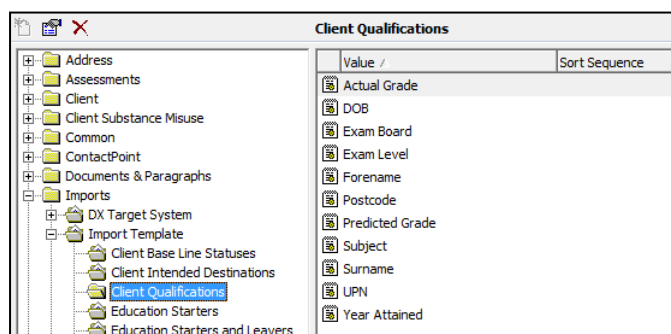 Client Qualifications
Address
Assessments
Client
Client Substance Misuse
Common
ContactPoint
Documents & Paragraphs
Imports
DX Target System
Import Template
Client Base Line Statuses
Client Intended Destinations
Client Qualifications
Education Starters
Education Starters and Leavers
Value
Sort Sequence
Actual Grade
DOB
Exam Board
Exam Level
Forename
Postcode
Predicted Grade
Subject
Surname
UPN
Year Attained